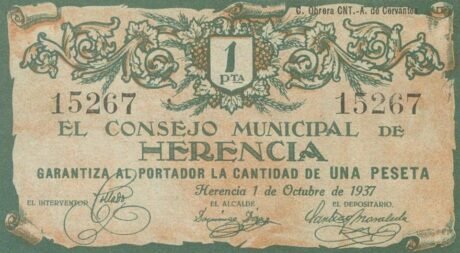 C. Obrera CNT.-A. de Cervantes
1
PTA
15267 15267
EL CONSEJO MUNICIPAL DE
HERENCIA
GARANTIZA AL PORTADOR LA CANTIDAD DE UNA PESETA
Herencia 1 de Octubre de 1937
EL INTERVENTOR EL ALCALDE EL DEPOSITARIO.